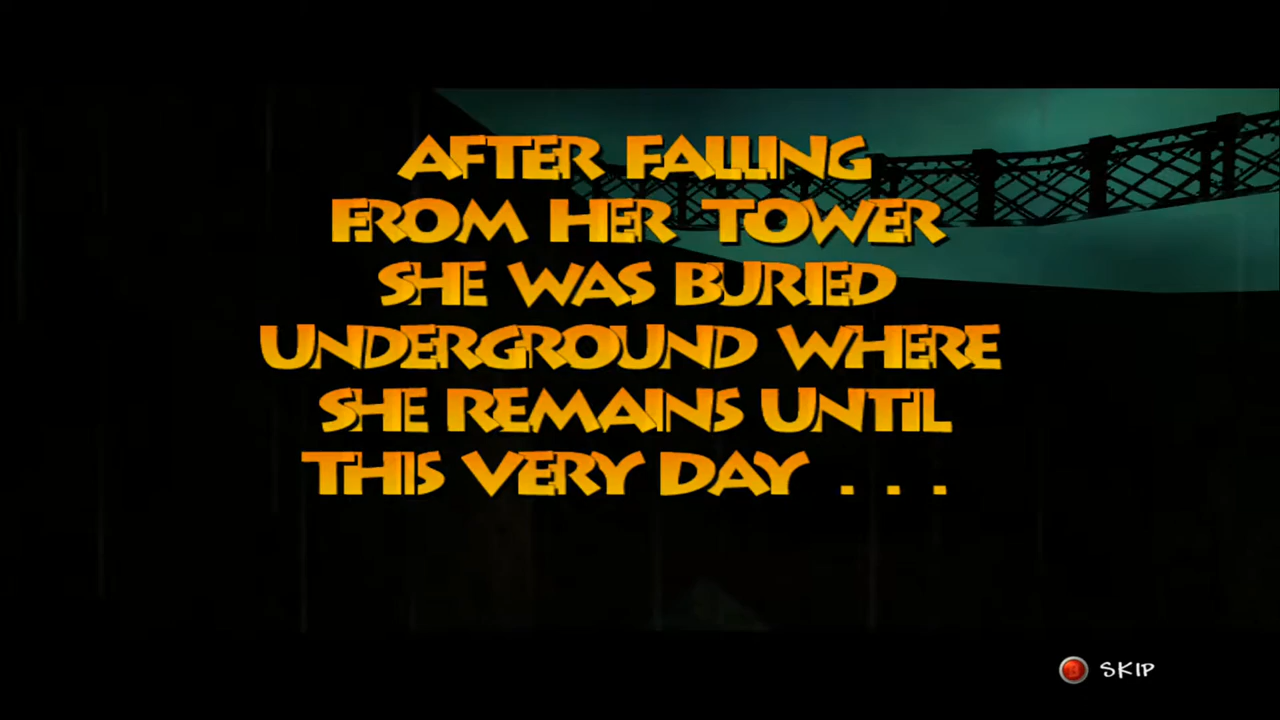 AFTER FALLING
FROM HER TOWER
SHE WAS BURIED
UNDERGROUND WHERE
SHE REMAINS UNTIL
THIS VERY DAY . . .
B SKIP